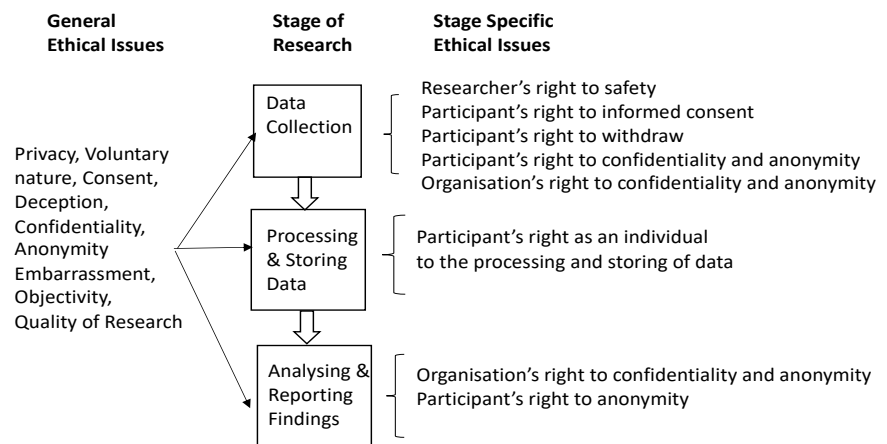 General
Ethical Issues
Stage of
Research
Stage Specific
Ethical Issues
Privacy, Voluntary
nature, Consent,
Deception,
Confidentiality,
Anonymity
Embarrassment,
Objectivity,
Quality of Research
Data
Collection
Researcher’s right to safety
Participant’s right to informed consent
Participant’s right to withdraw
Participant’s right to confidentiality and anonymity
Organisation’s right to confidentiality and anonymity
Processing
& Storing
Data
Participant’s right as an individual
to the processing and storing of data
Analysing &
Reporting
Findings
Organisation’s right to confidentiality and anonymity
Participant’s right to anonymity